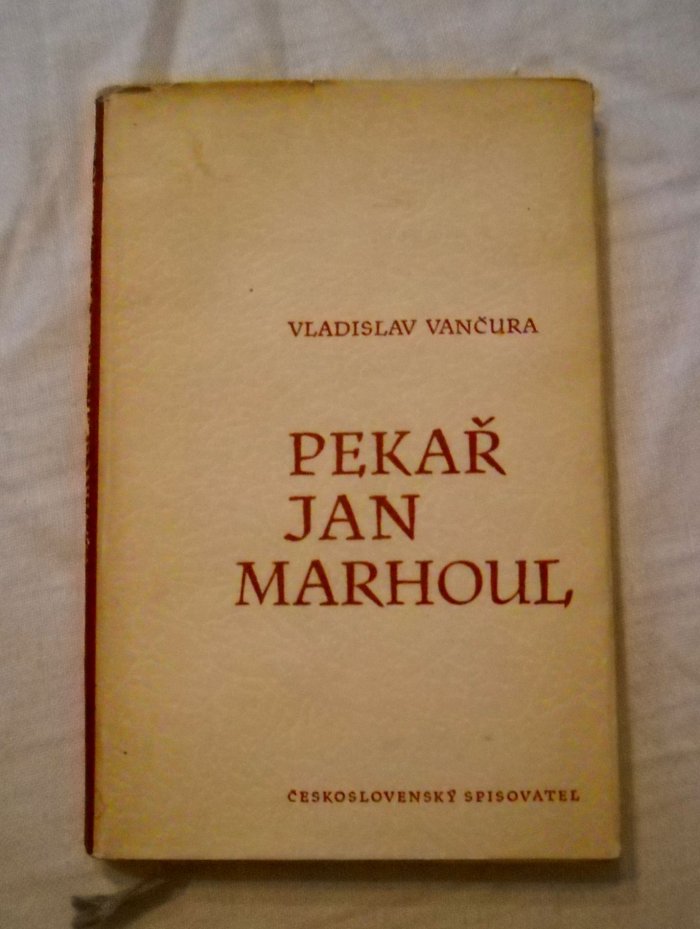 VLADISLAV VANČURA
PEKAŘ
JAN
MARHOUL
ČESKOSLOVENSKÝ SPISOVATEL